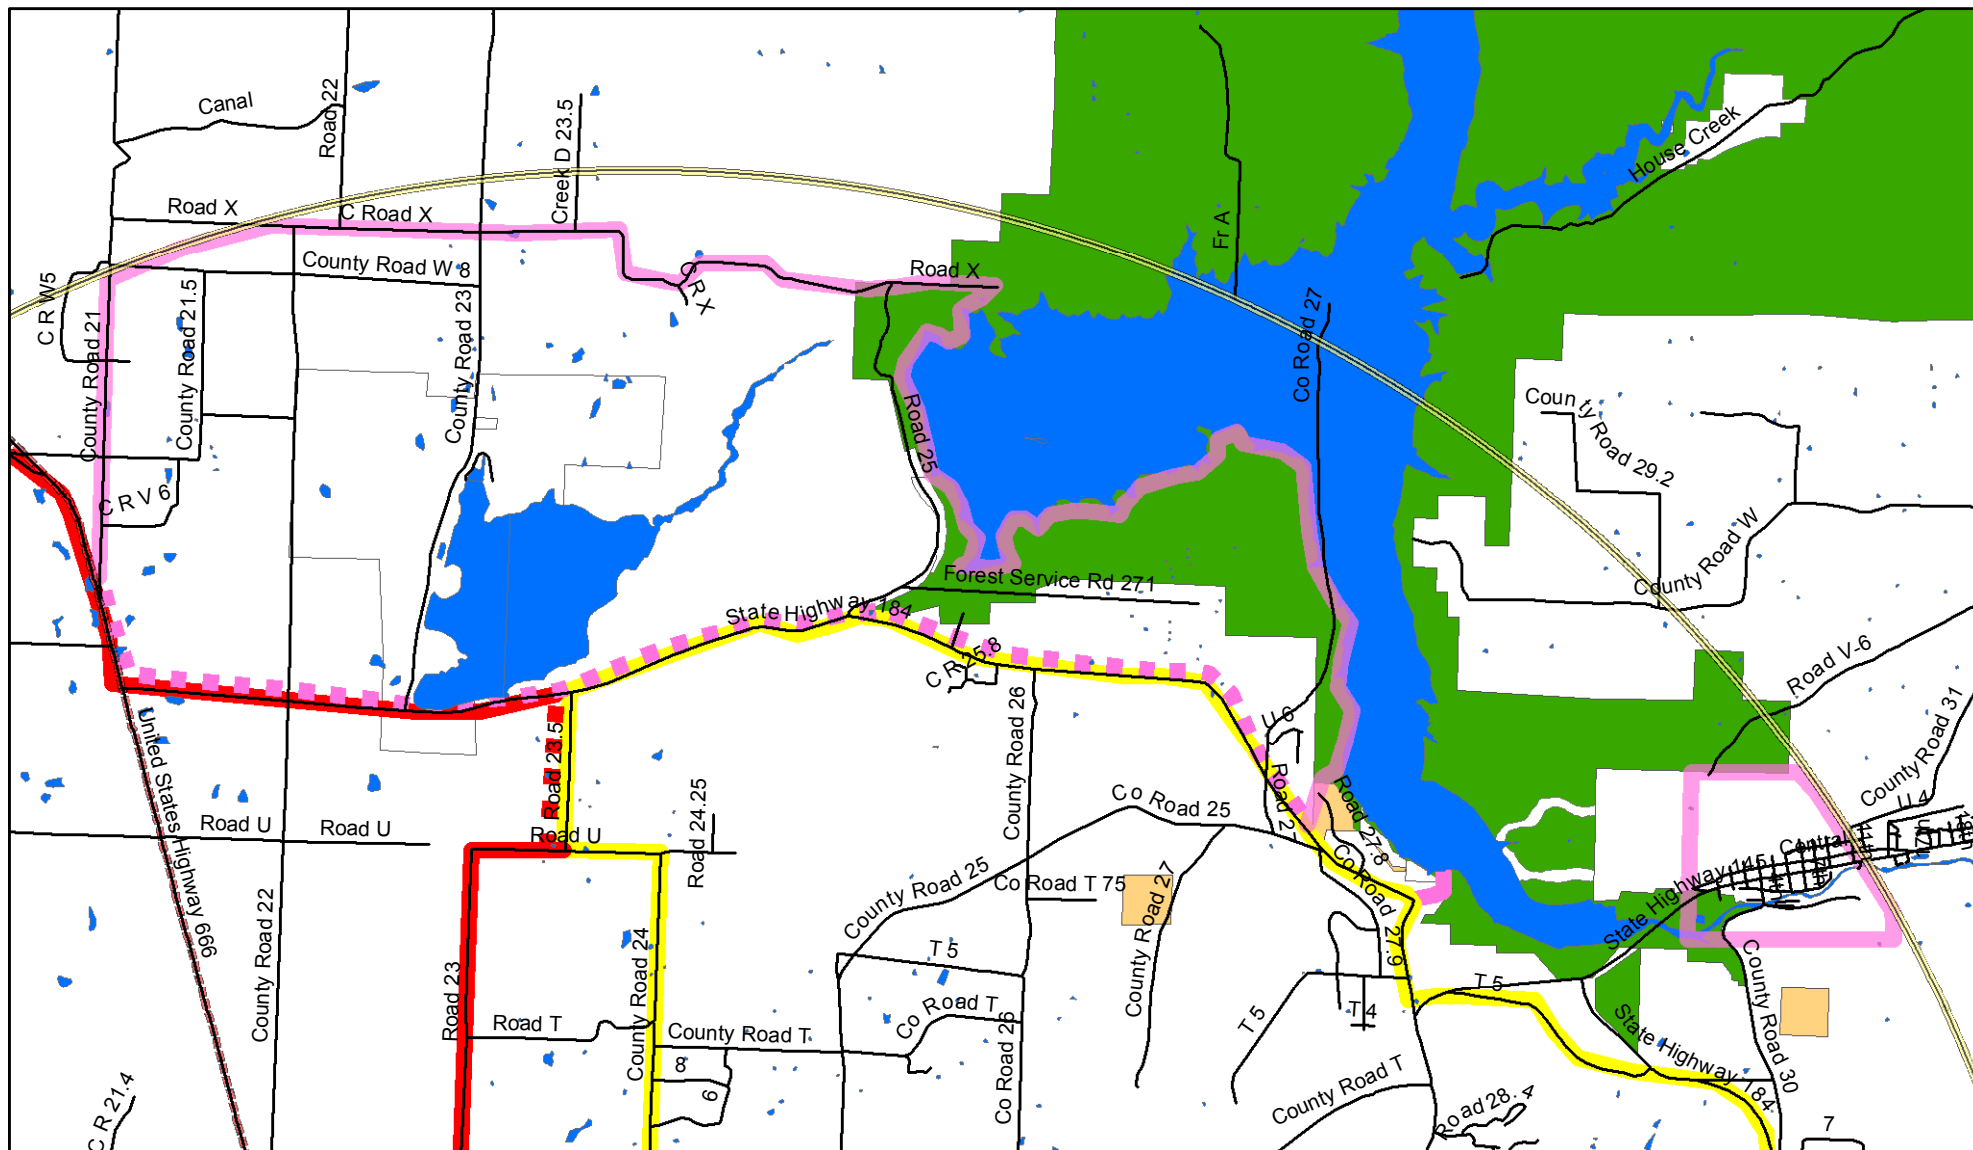 Canal
Road 22
Creek D 23.5
House Creek
Road X
C Road X
Fr A
County Road W 8
C R X
Road X
C R W5
County Road 21
County Road 21.5
County Road 23
Co Road 27
Road 25
County Road 29.2
C R V 6
County Road W
Forest Service Rd 271
State Highway 184
C R 25.8
Road V-6
County Road 31
County Road 26
U 6
United States Highway 666
Road 23.5
Road 24.25
Road U
Road U
Road U
Co Road 25
Road 2
Road 27.8
U 4
Central
State Highway 145
County Road 25
Co Road T 75
County Road 27
Co Road
27.9
County Road 22
Road 23
County Road 24
T 5
T 5
T 5
T 4
Road T
County Road T
Co Road T
Co Road 26
State Highway 184
County Road 30
8
6
County Road T
Road 28.4
7
C R 21.4